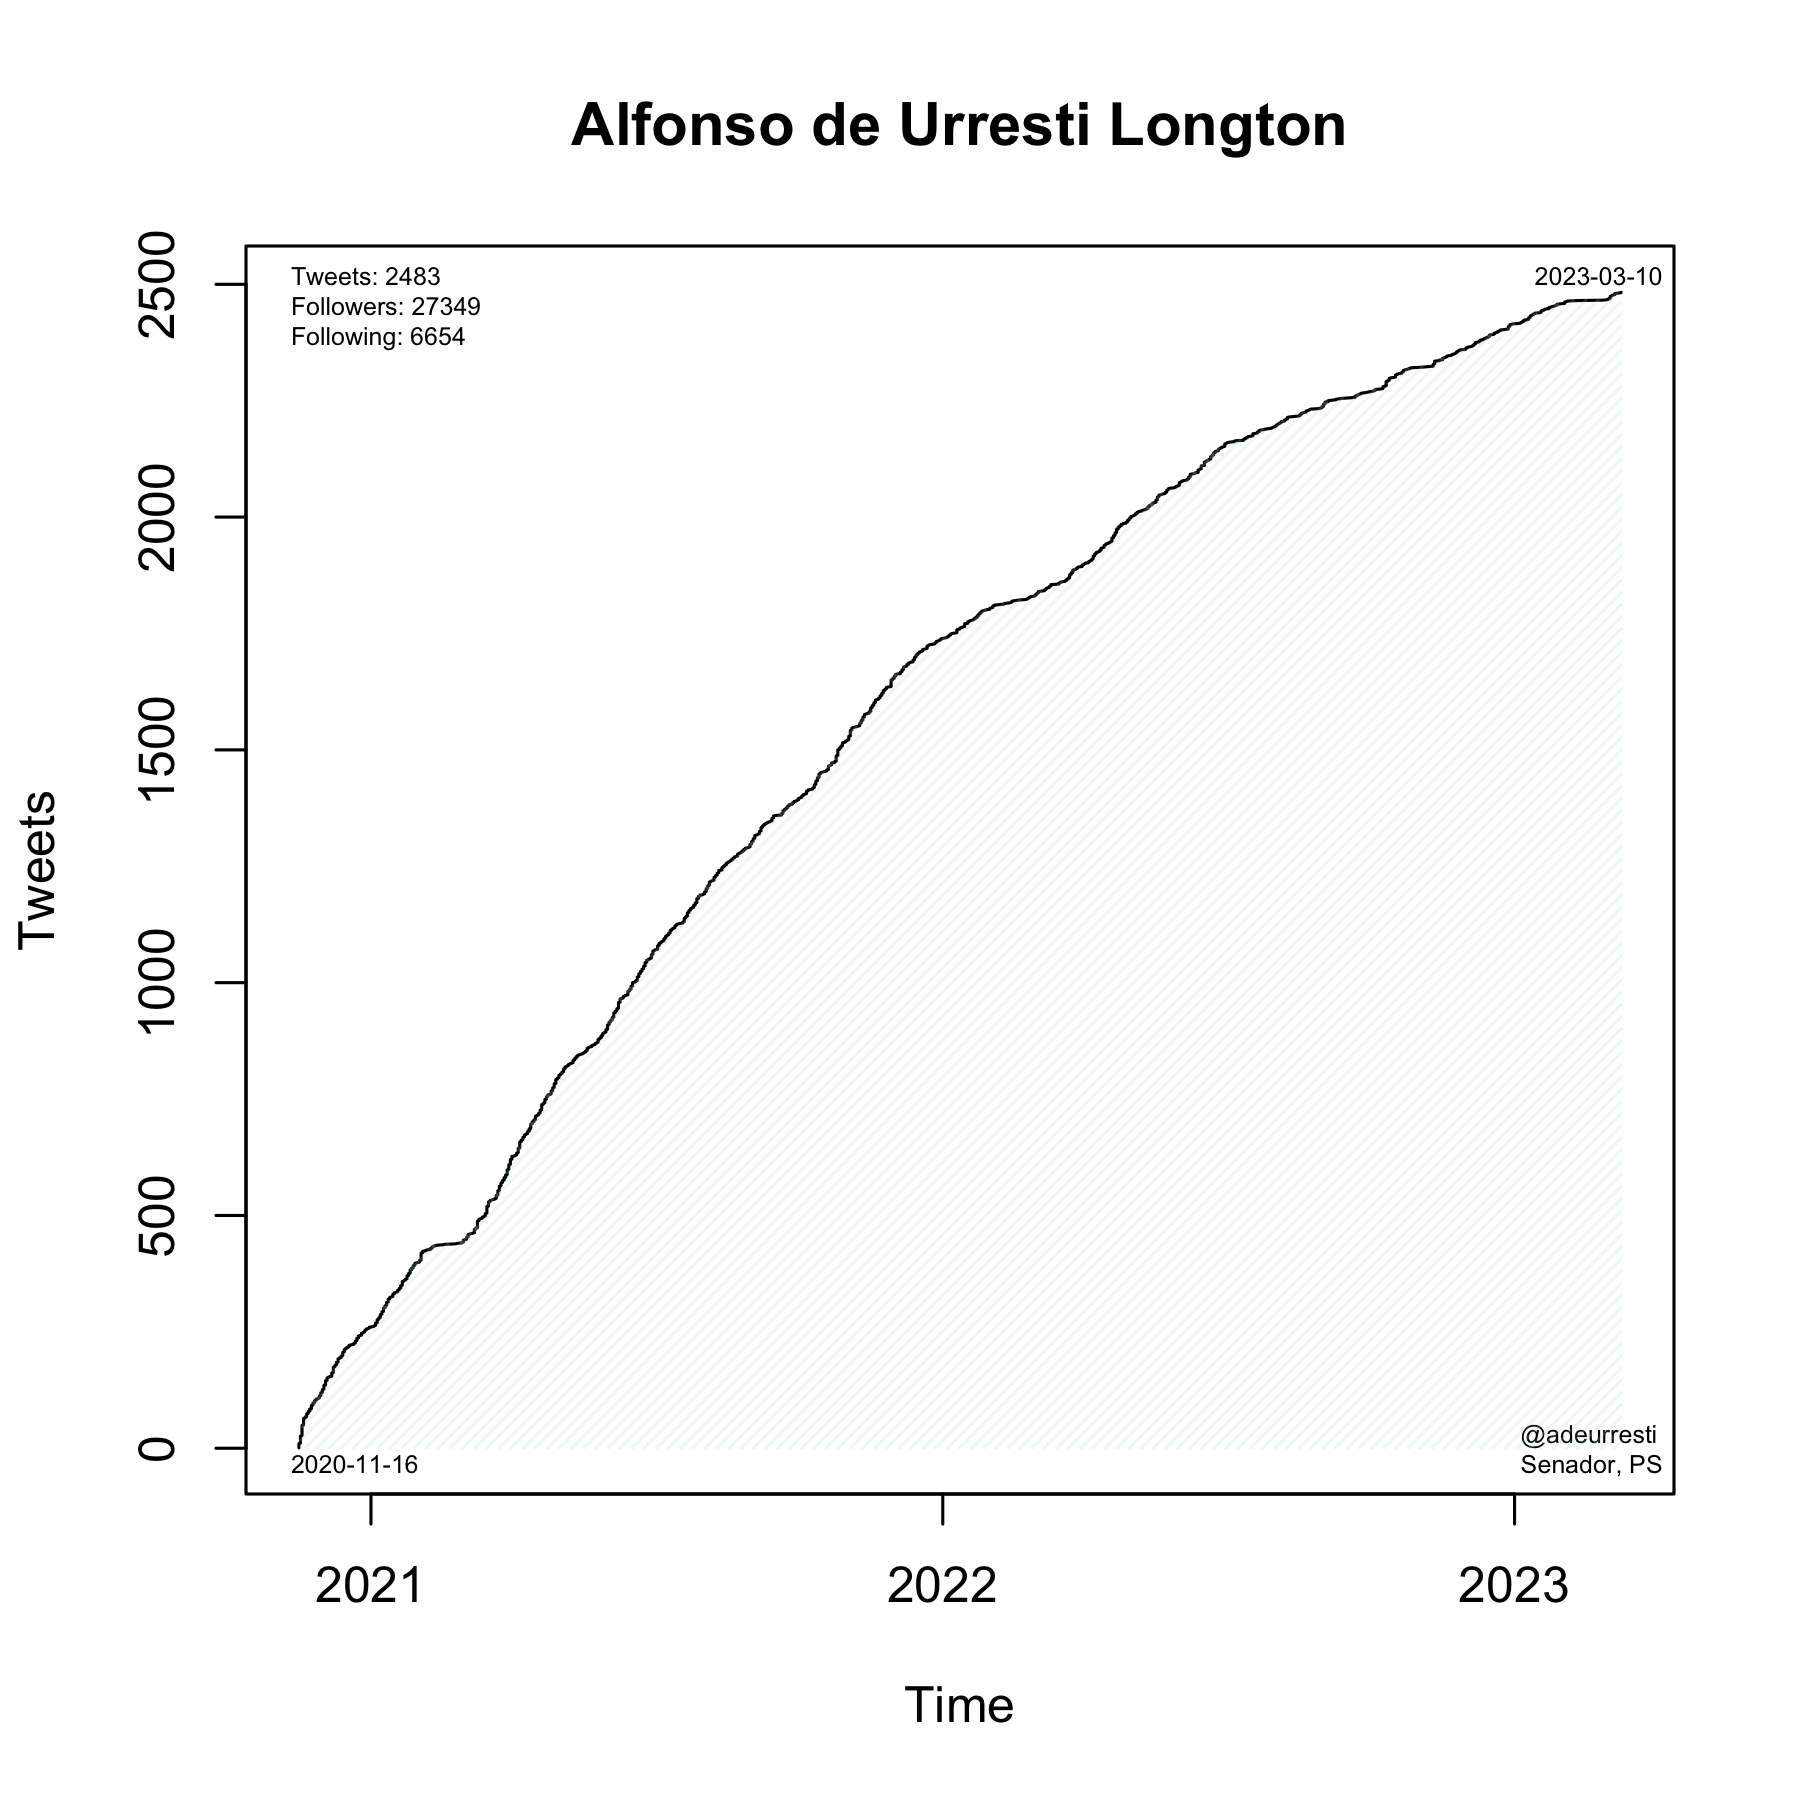 Alfonso de Urresti Longton
Tweets: 2483
Followers: 27349
Following: 6654
2023-03-10
2500
2000
1500
1000
500
0
Tweets
@adeurresti
Senador, PS
2020-11-16
2021
2022
2023
Time